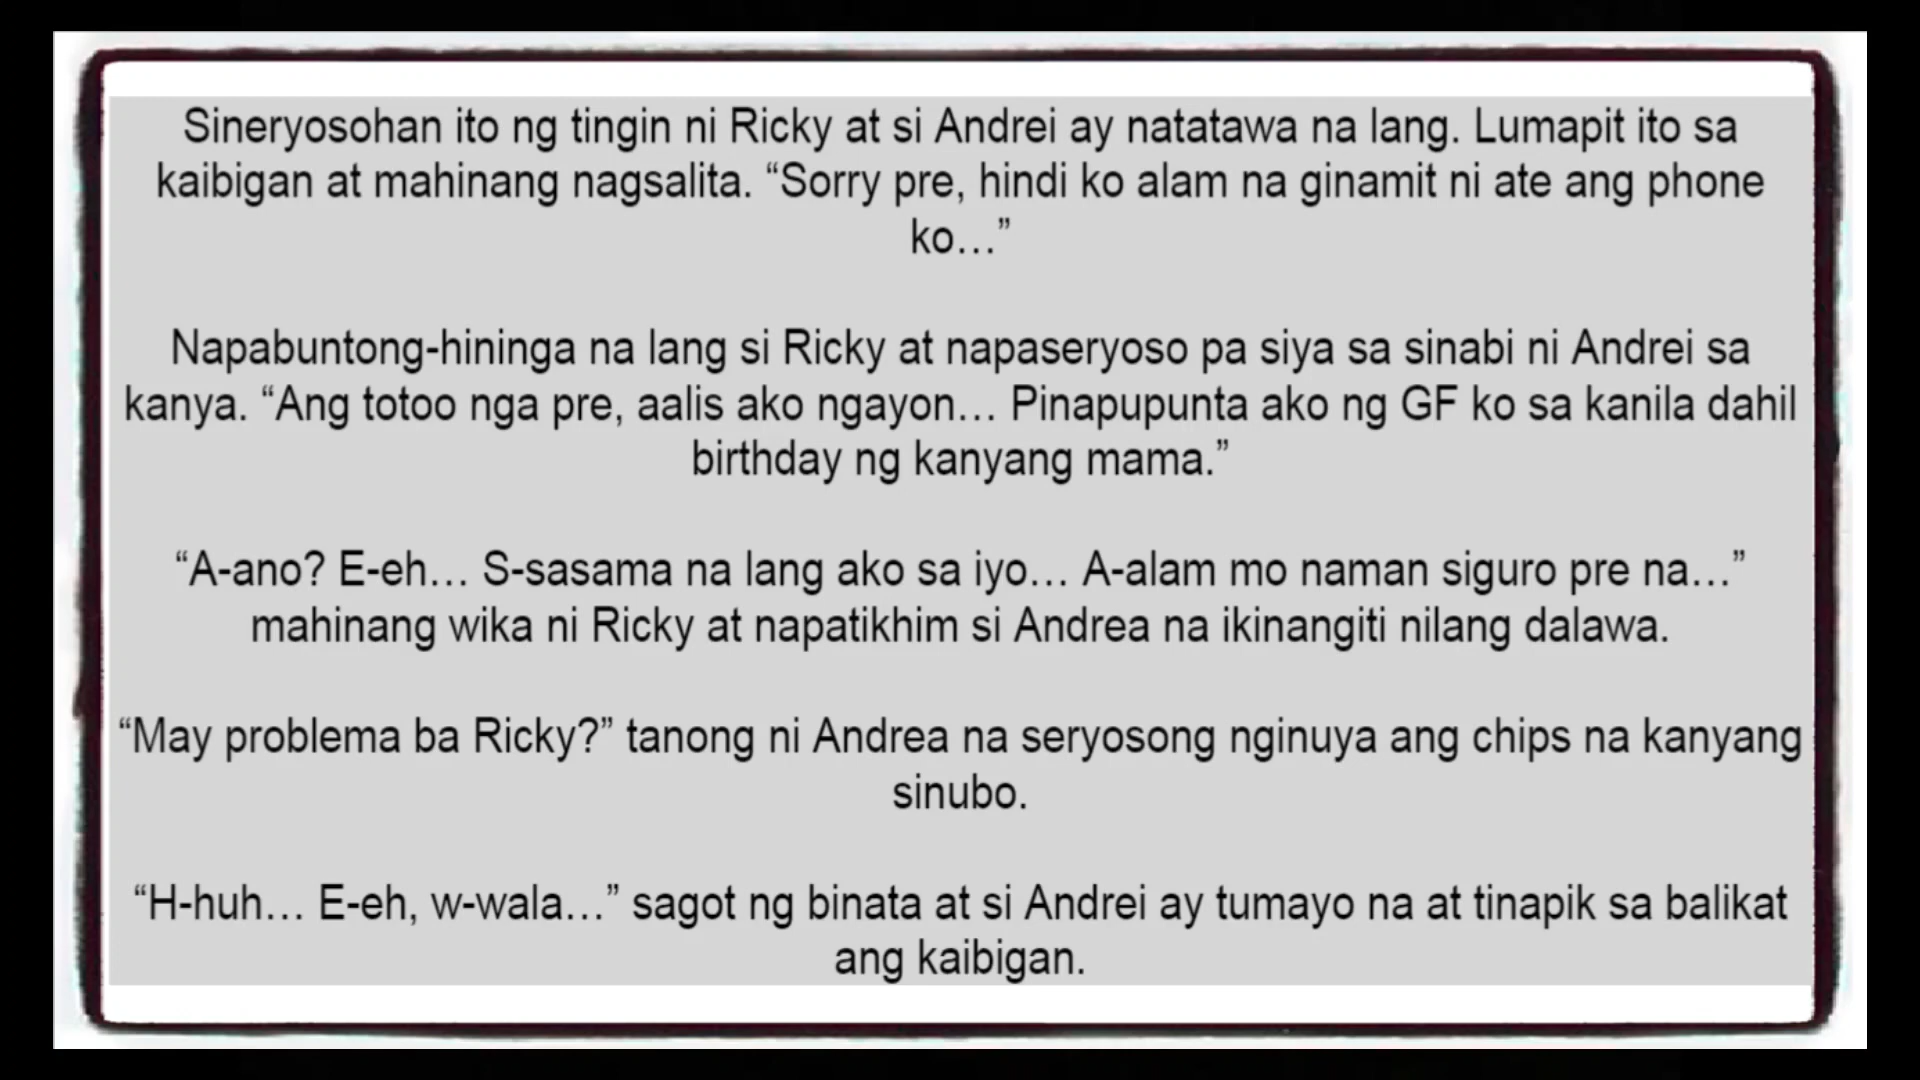 Sineryosohan ito ng tingin ni Ricky at si Andrei ay natatawa na lang. Lumapit ito sa
kaibigan at mahinang nagsalita. “Sorry pre, hindi ko alam na ginamit ni ate ang phone
ko…”
Napabuntong-hininga na lang si Ricky at napaseryoso pa siya sa sinabi ni Andrei sa
kanya. “Ang totoo nga pre, aalis ako ngayon… Pinapupunta ako ng GF ko sa kanila dahil
birthday ng kanyang mama.”
“A-ano? E-eh… S-sasama na lang ako sa iyo… A-alam mo naman siguro pre na…”
mahinang wika ni Ricky at napatikhim si Andrea na ikinangiti nilang dalawa.
“May problema ba Ricky?” tanong ni Andrea na seryosong nginuya ang chips na kanyang
sinubo.
“H-huh… E-eh, w-wala…” sagot ng binata at si Andrei ay tumayo na at tinapik sa balikat
ang kaibigan.